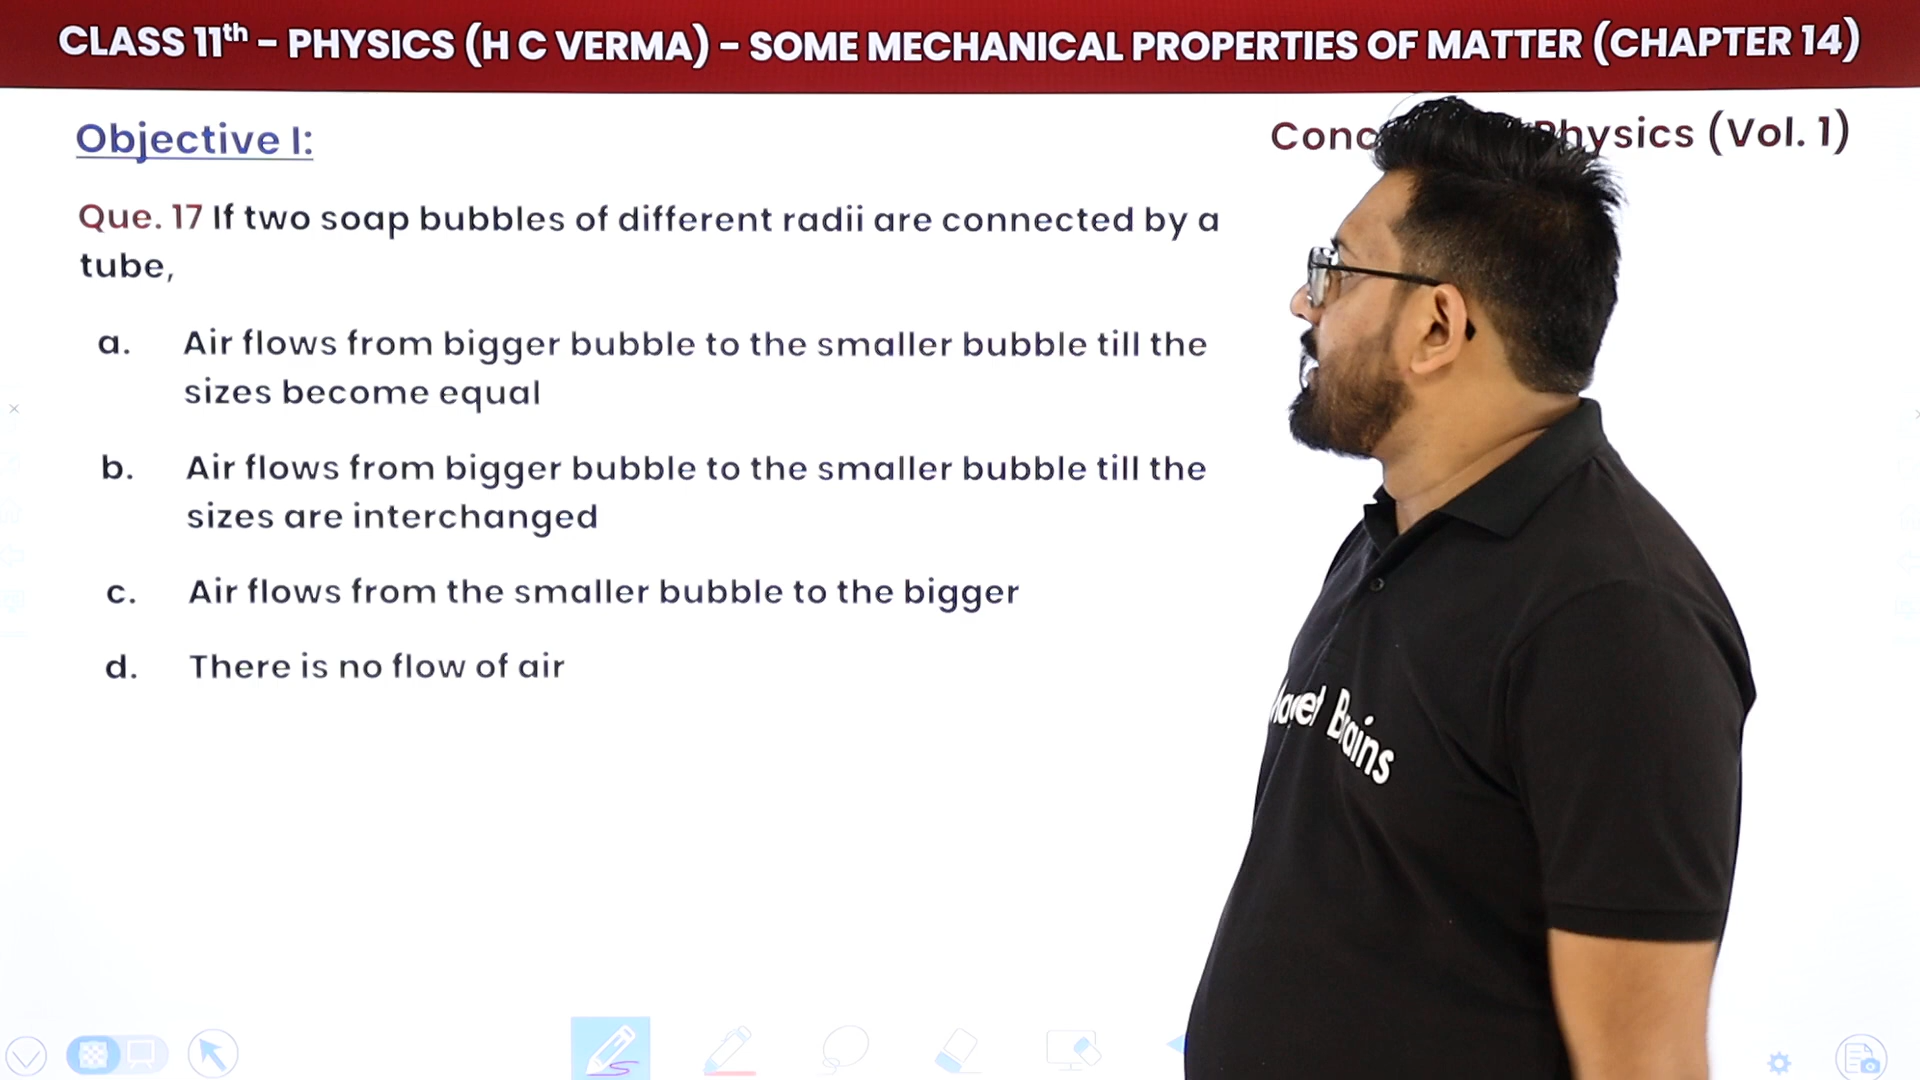 CLASS 11th – PHYSICS (H C VERMA) – SOME MECHANICAL PROPERTIES OF MATTER (CHAPTER 14)
Objective I:
Physics (Vol. 1)
Que. 17 If two soap bubbles of different radii are connected by a
tube,
a. Air flows from bigger bubble to the smaller bubble till the
sizes become equal
b. Air flows from bigger bubble to the smaller bubble till the
sizes are interchanged
c. Air flows from the smaller bubble to the bigger
d. There is no flow of air
Brains